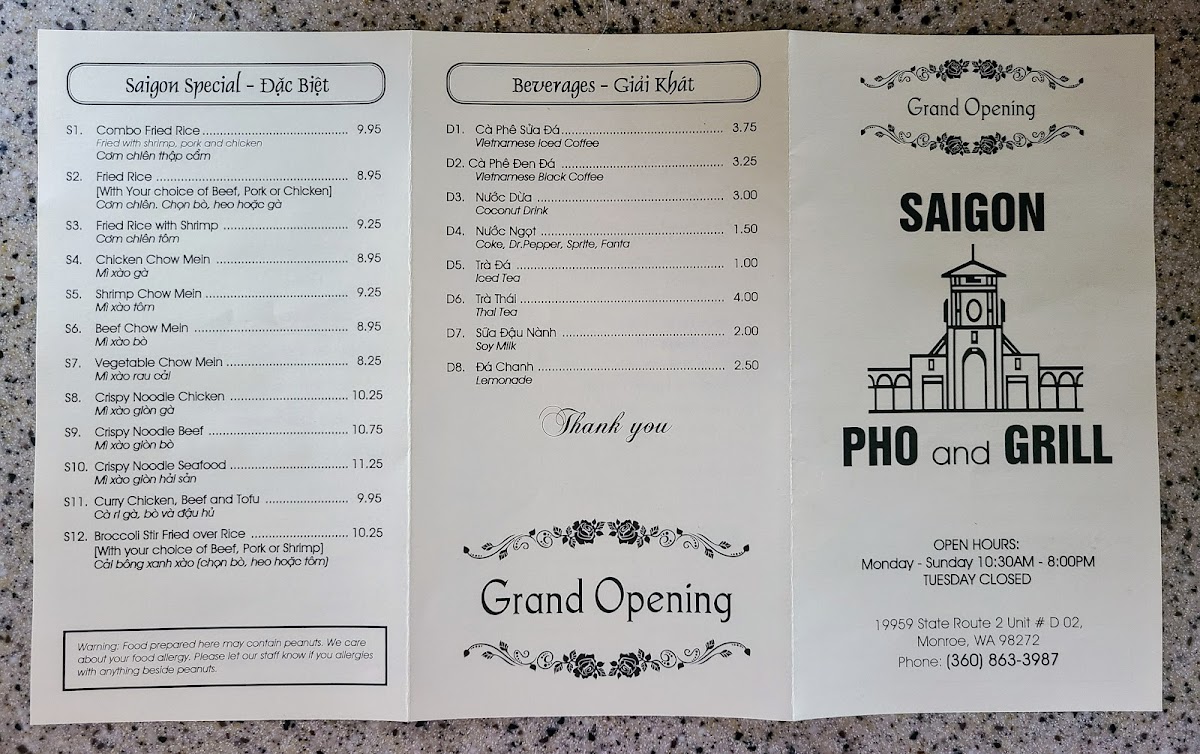 Saigon Special - Đặc Biệt
S1. Combo Fried Rice 9.95
Fried with shrimp, pork and chicken
Cơm chiên thập cẩm
S2. Fried Rice 8.95
[With Your choice of Beef, Pork or Chicken]
Cơm chiên. Chọn bò, heo hoặc gà
S3. Fried Rice with Shrimp 9.25
Cơm chiên tôm
S4. Chicken Chow Mein 8.95
Mì xào gà
S5. Shrimp Chow Mein 9.25
Mì xào tôm
S6. Beef Chow Mein 8.95
Mì xào bò
S7. Vegetable Chow Mein 8.25
Mì xào rau cải
S8. Crispy Noodle Chicken 10.25
Mì xào giòn gà
S9. Crispy Noodle Beef 10.75
Mì xào giòn bò
S10. Crispy Noodle Seafood 11.25
Mì xào giòn hải sản
S11. Curry Chicken, Beef and Tofu 9.95
Cà ri gà, bò và đậu hủ
S12. Broccoli Stir Fried over Rice 10.25
[With your choice of Beef, Pork or Shrimp]
Cải bông xanh xào (chọn bò, heo hoặc tôm)
Warning: Food prepared here may contain peanuts. We care
about your food allergy. Please let our staff know if you allergies
with anything beside peanuts.
Beverages - Giải Khát
D1. Cà Phê Sửa Đá 3.75
Vietnamese Iced Coffee
D2. Cà Phê Đen Đá 3.25
Vietnamese Black Coffee
D3. Nước Dừa 3.00
Coconut Drink
D4. Nước Ngọt 1.50
Coke, Dr.Pepper, Sprite, Fanta
D5. Trà Đá 1.00
Iced Tea
D6. Trà Thái 4.00
Thai Tea
D7. Sữa Đậu Nành 2.00
Soy Milk
D8. Đá Chanh 2.50
Lemonade
Thank you
Grand Opening
Grand Opening
SAIGON
PHO and GRILL
OPEN HOURS:
Monday - Sunday 10:30AM - 8:00PM
TUESDAY CLOSED
19959 State Route 2 Unit # D 02,
Monroe, WA 98272
Phone: (360) 863-3987